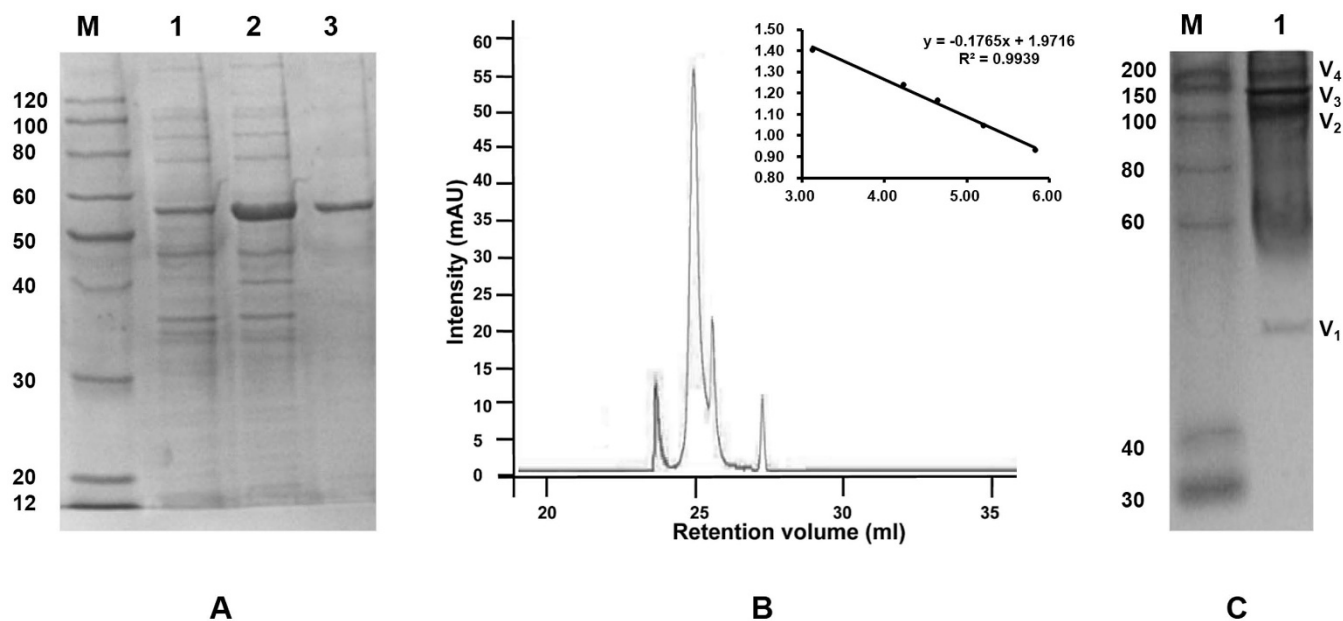 M 1 2 3
120
100
80
60
50
40
30
20
12
A
60
55
50
45
40
35
30
25
20
15
10
5
0
Intensity (mAU)
20 25 30 35
Retention volume (ml)
1.50
1.40
1.30
1.20
1.10
1.00
0.90
0.80
3.00 4.00 5.00 6.00
y = -0.1765x + 1.9716
R² = 0.9939
B
M 1
200
150
100
80
60
40
30
V4
V3
V2
V1
C